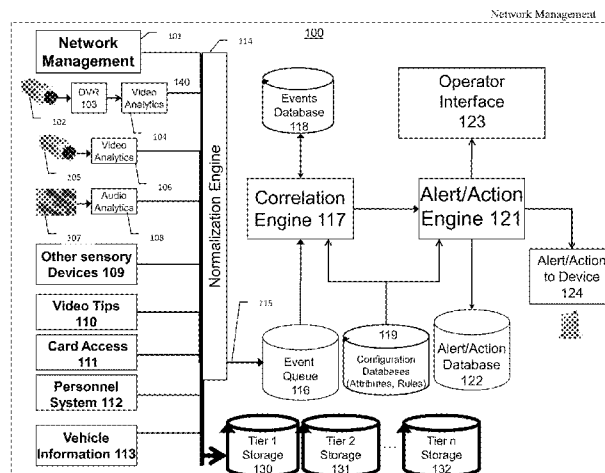 Network Management
100
101
Network
Management
114
140
DVR
103
Video
Analytics
102
104
Video
Analytics
105
106
Audio
Analytics
107
108
Other sensory
Devices 109
Video Tips
110
Card Access
111
Personnel
System 112
Vehicle
Information 113
Normalization Engine
115
Events
Database
118
Correlation
Engine 117
Event
Queue
116
119
Configuration
Databases
(Attributes, Rules)
Operator
Interface
123
Alert/Action
Engine 121
Alert/Action
to Device
124
Alert/Action
Database
122
Tier 1
Storage
130
Tier 2
Storage
131
...
Tier n
Storage
132